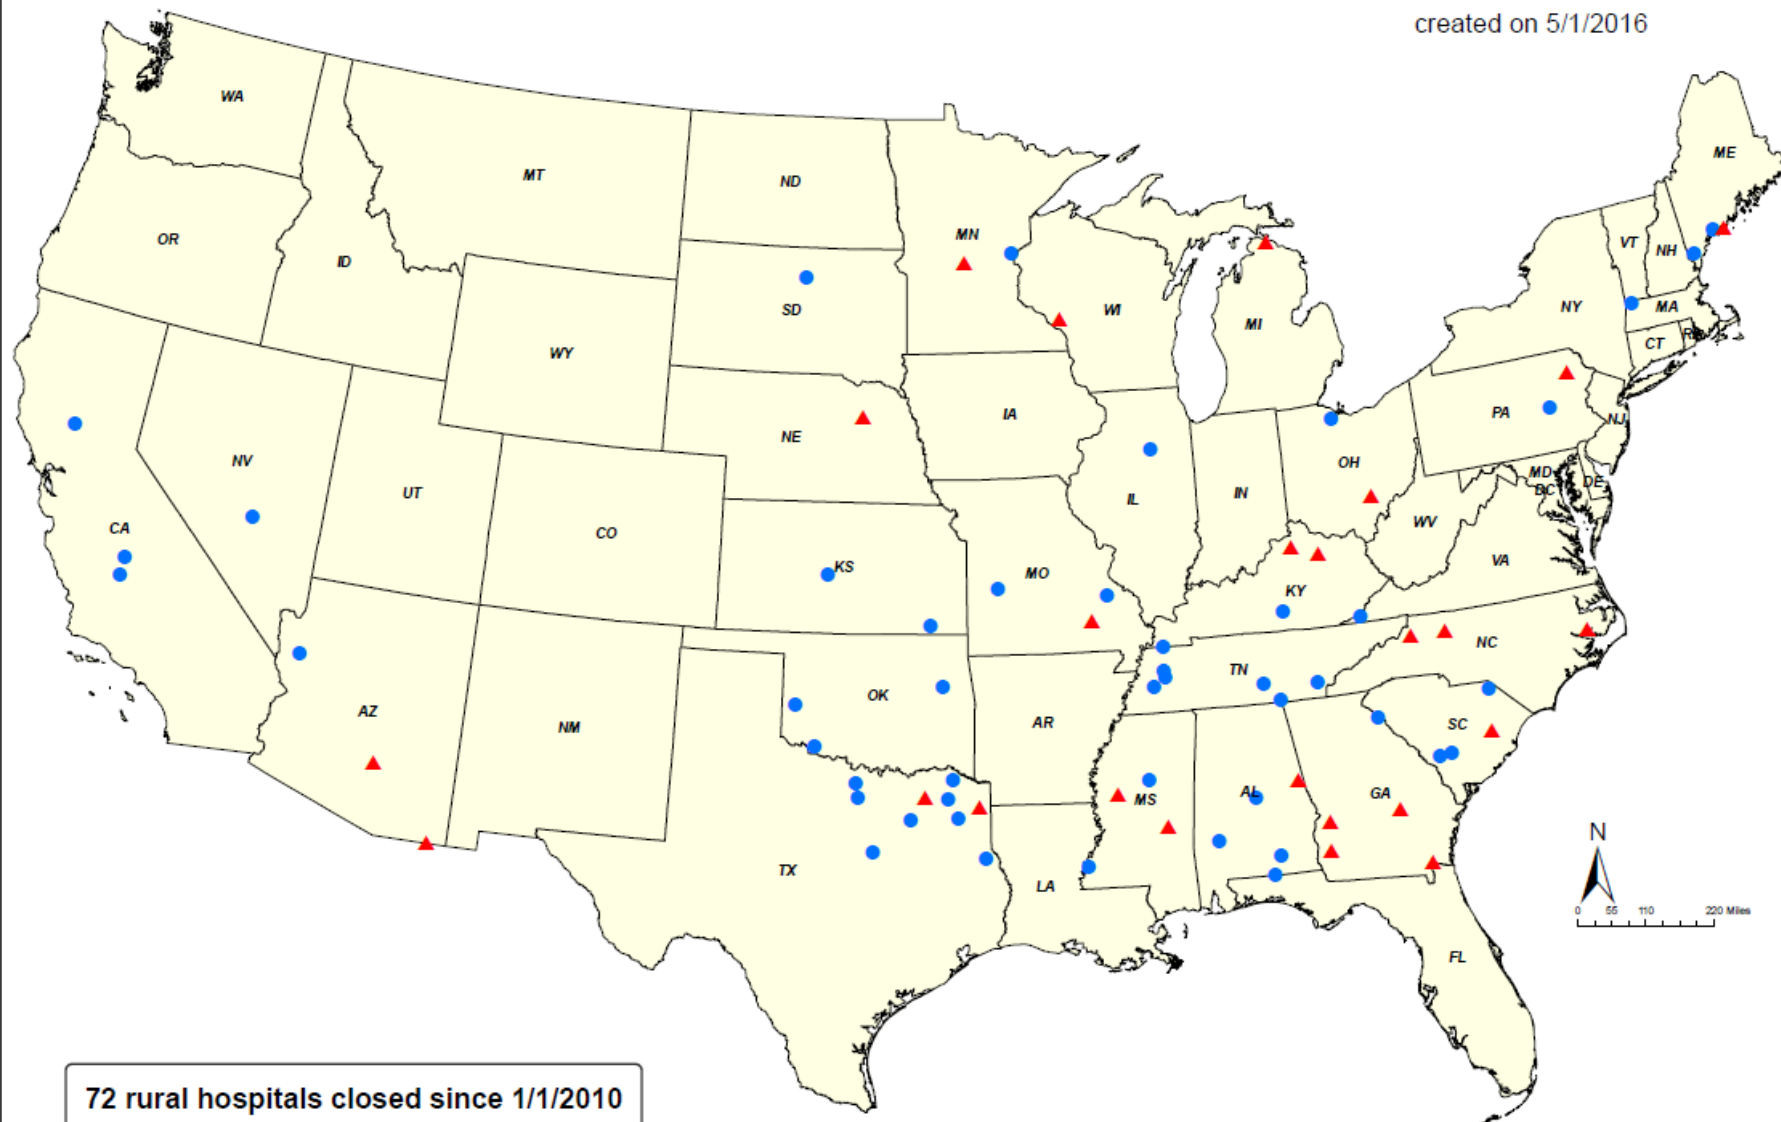 created on 5/1/2016
WA
ME
MT
ND
OR
MN
VT
NH
ID
SD
WI
NY
MA
MI
CT
WY
PA
IA
NJ
NE
NV
OH
MD
DC
DE
UT
IL
IN
WV
CA
CO
KS
MO
VA
KY
NC
TN
OK
AZ
NM
AR
SC
MS
AL
GA
TX
LA
FL
N
0 55 110 220 Miles
72 rural hospitals closed since 1/1/2010